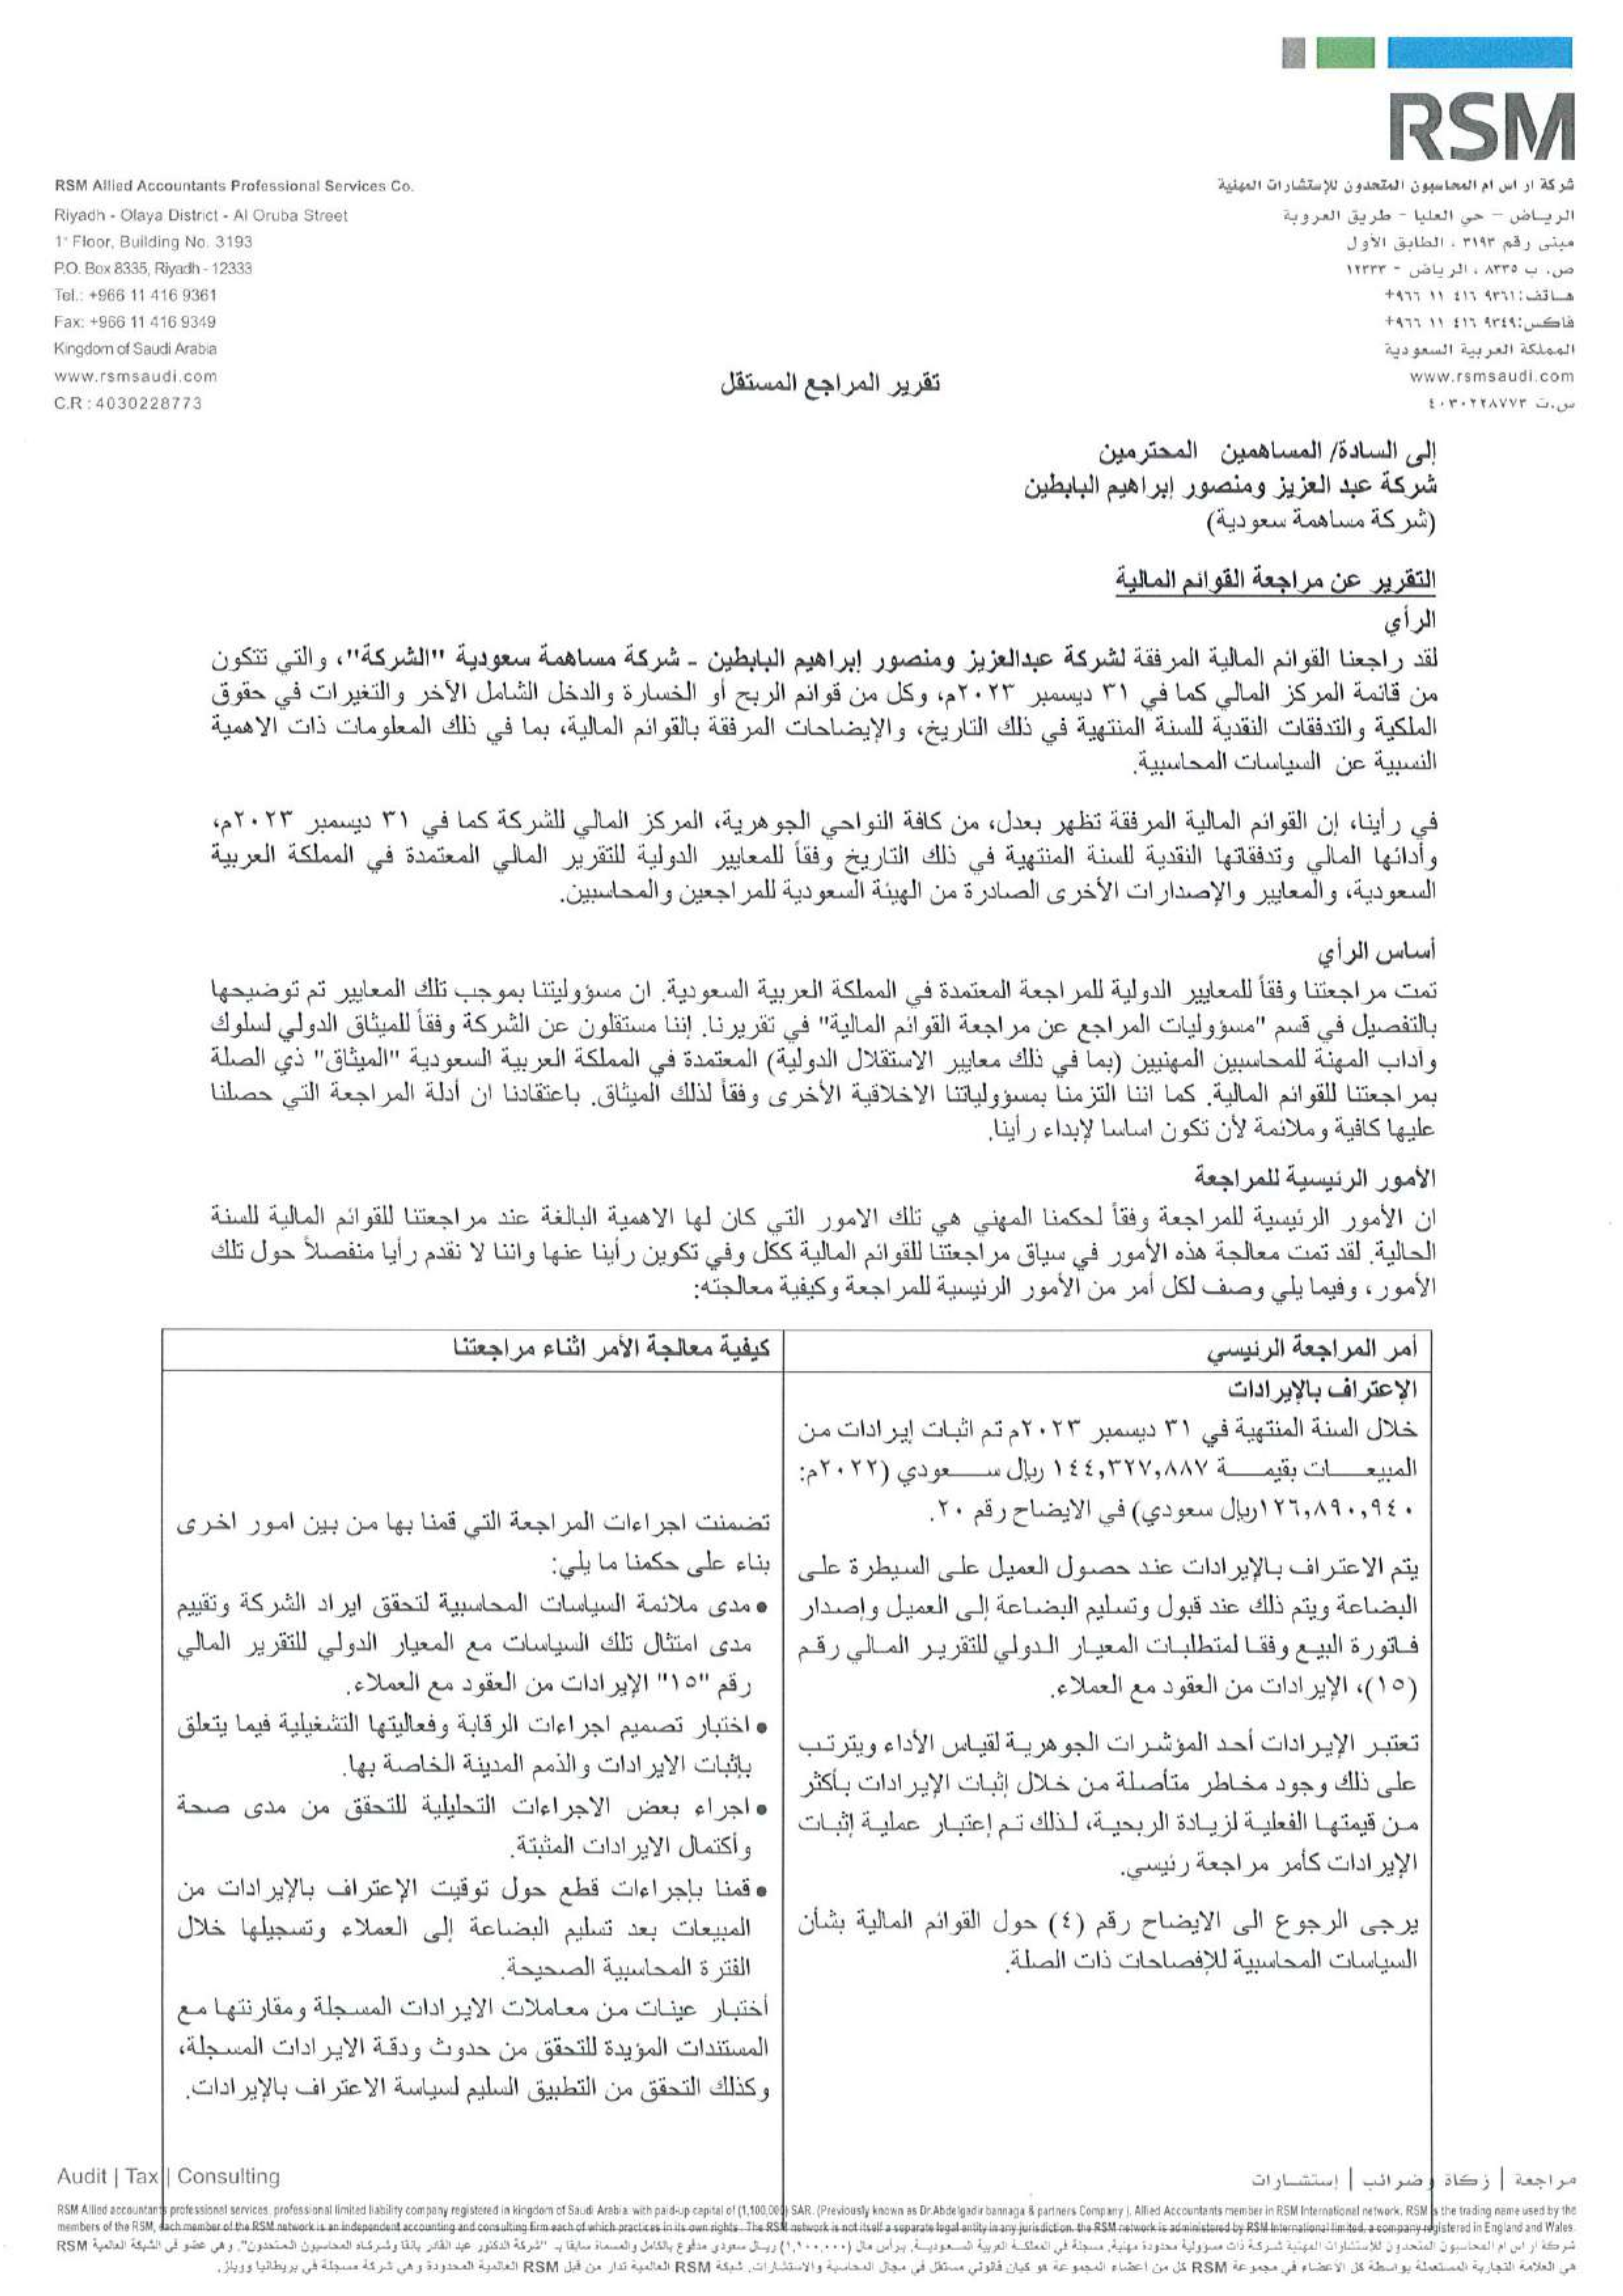 RSM
RSM Allied Accountants Professional Services Co.
Riyadh - Olaya District - Al Oruba Street
1st Floor, Building No. 3193
P.O. Box 8335, Riyadh - 12333
Tel.: +966 11 416 9361
Fax: +966 11 416 9349
Kingdom of Saudi Arabia
www.rsmsaudi.com
C.R : 4030228773
شركة ار اس ام المحاسبون المتحدون للإستشارات المهنية
الرياض – حي العليا - طريق العروبة
مبنى رقم ٣١٩٣ ، الطابق الأول
ص. ب ٨٣٣٥ ، الرياض - ١٢٣٣٣
هاتف: ٩٣٦١ ٤١٦ ١١ ٩٦٦+
فاكس: ٩٣٤٩ ٤١٦ ١١ ٩٦٦+
المملكة العربية السعودية
www.rsmsaudi.com
س.ت ٤٠٣٠٢٢٨٧٧٣
تقرير المراجع المستقل
إلى السادة/ المساهمين المحترمين
شركة عبد العزيز ومنصور إبراهيم البابطين
(شركة مساهمة سعودية)
التقرير عن مراجعة القوائم المالية
الرأي
لقد راجعنا القوائم المالية المرفقة لشركة عبدالعزيز ومنصور إبراهيم البابطين - شركة مساهمة سعودية "الشركة"، والتي تتكون
من قائمة المركز المالي كما في ٣١ ديسمبر ٢٠٢٣م، وكل من قوائم الربح أو الخسارة والدخل الشامل الآخر والتغيرات في حقوق
الملكية والتدفقات النقدية للسنة المنتهية في ذلك التاريخ، والإيضاحات المرفقة بالقوائم المالية، بما في ذلك المعلومات ذات الاهمية
النسبية عن السياسات المحاسبية.
في رأينا، إن القوائم المالية المرفقة تظهر بعدل، من كافة النواحي الجوهرية، المركز المالي للشركة كما في ٣١ ديسمبر ٢٠٢٣م،
وأدائها المالي وتدفقاتها النقدية للسنة المنتهية في ذلك التاريخ وفقاً للمعايير الدولية للتقرير المالي المعتمدة في المملكة العربية
السعودية، والمعايير والإصدارات الأخرى الصادرة من الهيئة السعودية للمراجعين والمحاسبين.
أساس الرأي
تمت مراجعتنا وفقاً للمعايير الدولية للمراجعة المعتمدة في المملكة العربية السعودية. ان مسؤوليتنا بموجب تلك المعايير تم توضيحها
بالتفصيل في قسم "مسؤوليات المراجع عن مراجعة القوائم المالية" في تقريرنا. إننا مستقلون عن الشركة وفقاً للميثاق الدولي لسلوك
وآداب المهنة للمحاسبين المهنيين (بما في ذلك معايير الاستقلال الدولية) المعتمدة في المملكة العربية السعودية "الميثاق" ذي الصلة
بمراجعتنا للقوائم المالية. كما اننا التزمنا بمسؤولياتنا الاخلاقية الأخرى وفقاً لذلك الميثاق. باعتقادنا ان أدلة المراجعة التي حصلنا
عليها كافية وملائمة لأن تكون اساسا لإبداء رأينا.
الأمور الرئيسية للمراجعة
ان الأمور الرئيسية للمراجعة وفقاً لحكمنا المهني هي تلك الامور التي كان لها الاهمية البالغة عند مراجعتنا للقوائم المالية للسنة
الحالية. لقد تمت معالجة هذه الأمور في سياق مراجعتنا للقوائم المالية ككل وفي تكوين رأينا عنها واننا لا نقدم رأيا منفصلاً حول تلك
الأمور، وفيما يلي وصف لكل أمر من الأمور الرئيسية للمراجعة وكيفية معالجته:
أمر المراجعة الرئيسي
الإعتراف بالإيرادات
خلال السنة المنتهية في ٣١ ديسمبر ٢٠٢٣م تم اثبات إيرادات من
المبيعات بقيمة ١٤٤,٣٢٧,٨٨٧ ريال سعودي (٢٠٢٢م:
١٢٦,٨٩٠,٩٤٠ريال سعودي) في الايضاح رقم ٢٠.
يتم الاعتراف بالإيرادات عند حصول العميل على السيطرة على
البضاعة ويتم ذلك عند قبول وتسليم البضاعة إلى العميل وإصدار
فاتورة البيع وفقا لمتطلبات المعيار الدولي للتقرير المالي رقم
(١٥)، الإيرادات من العقود مع العملاء.
تعتبر الإيرادات أحد المؤشرات الجوهرية لقياس الأداء ويترتب
على ذلك وجود مخاطر متأصلة من خلال إثبات الإيرادات بأكثر
من قيمتها الفعلية لزيادة الربحية، لذلك تم إعتبار عملية إثبات
الإيرادات كأمر مراجعة رئيسي.
يرجى الرجوع الى الايضاح رقم (٤) حول القوائم المالية بشأن
السياسات المحاسبية للإفصاحات ذات الصلة.
كيفية معالجة الأمر اثناء مراجعتنا
تضمنت اجراءات المراجعة التي قمنا بها من بين امور اخرى
بناء على حكمنا ما يلي:
• مدى ملائمة السياسات المحاسبية لتحقق ايراد الشركة وتقييم
مدى امتثال تلك السياسات مع المعيار الدولي للتقرير المالي
رقم "١٥" الإيرادات من العقود مع العملاء.
• اختبار تصميم اجراءات الرقابة وفعاليتها التشغيلية فيما يتعلق
بإثبات الايرادات والذمم المدينة الخاصة بها.
• اجراء بعض الاجراءات التحليلية للتحقق من مدى صحة
وأكتمال الايرادات المثبتة.
• قمنا بإجراءات قطع حول توقيت الإعتراف بالإيرادات من
المبيعات بعد تسليم البضاعة إلى العملاء وتسجيلها خلال
الفترة المحاسبية الصحيحة.
أختبار عينات من معاملات الايرادات المسجلة ومقارنتها مع
المستندات المؤيدة للتحقق من حدوث ودقة الايرادات المسجلة،
وكذلك التحقق من التطبيق السليم لسياسة الاعتراف بالإيرادات.
Audit | Tax | Consulting
مراجعة | زكاة وضرائب | إستشارات
RSM Allied accountants professional services, professional limited liability company registered in kingdom of Saudi Arabia. with paid-up capital of (1,100,000) SAR. (Previously known as Dr.Abdelgadir bannaga & partners Company ). Allied Accountants member in RSM International network. RSM is the trading name used by the
members of the RSM, each member of the RSM network is an independent accounting and consulting firm each of which practices in its own rights. The RSM network is not itself a separate legal entity in any jurisdiction. the RSM network is administered by RSM International limited, a company registered in England and Wales.
شركة ار اس ام المحاسبون المتحدون للإستشارات المهنية شركة ذات مسؤولية محدودة مهنية، مسجلة في المملكة العربية السعودية، برأس مال (١,١٠٠,٠٠٠) ريال سعودي مدفوع بالكامل والمسماة سابقا بـ "شركة الدكتور عبد القادر بانقا وشركاه المحاسبون المتحدون". وهي عضو في الشبكة العالمية RSM
هي العلامة التجارية المستعملة بواسطة كل الأعضاء في مجموعة RSM كل من اعضاء المجموعة هو كيان قانوني مستقل في مجال المحاسبة والاستشارات. شبكة RSM العالمية تدار من قبل RSM العالمية المحدودة وهي شركة مسجلة في بريطانيا وويلز.